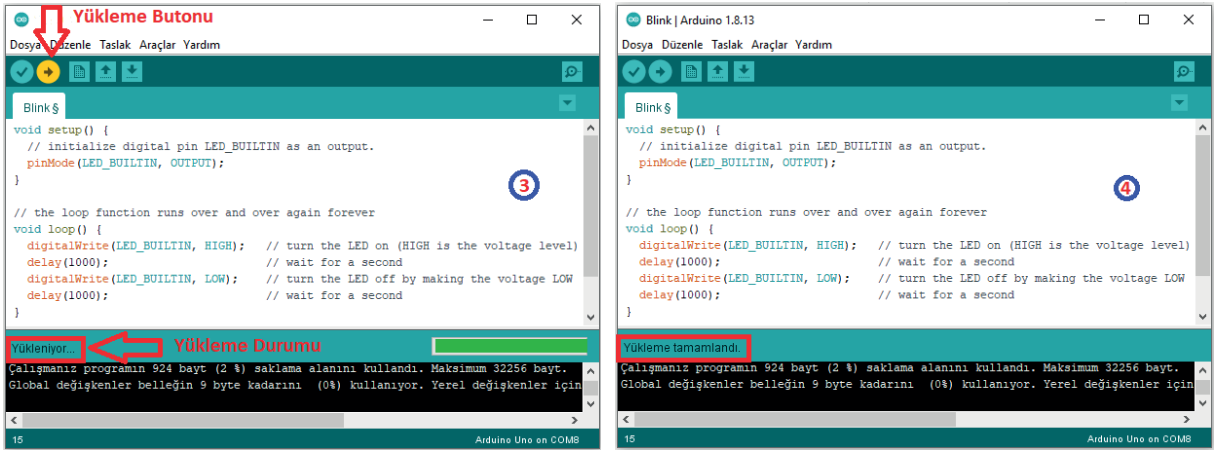 Yükleme Butonu
Dosya Düzenle Taslak Araçlar Yardım
Blink §
void setup() {
  // initialize digital pin LED_BUILTIN as an output.
  pinMode(LED_BUILTIN, OUTPUT);
}
3
// the loop function runs over and over again forever
void loop() {
  digitalWrite(LED_BUILTIN, HIGH);   // turn the LED on (HIGH is the voltage level)
  delay(1000);                       // wait for a second
  digitalWrite(LED_BUILTIN, LOW);    // turn the LED off by making the voltage LOW
  delay(1000);                       // wait for a second
}
Yükleniyor...
Yükleme Durumu
Çalışmanız programın 924 bayt (2 %) saklama alanını kullandı. Maksimum 32256 bayt.
Global değişkenler belleğin 9 byte kadarını  (0%) kullanıyor. Yerel değişkenler için
15
Arduino Uno on COM8
Blink | Arduino 1.8.13
Dosya Düzenle Taslak Araçlar Yardım
Blink §
void setup() {
  // initialize digital pin LED_BUILTIN as an output.
  pinMode(LED_BUILTIN, OUTPUT);
}
4
// the loop function runs over and over again forever
void loop() {
  digitalWrite(LED_BUILTIN, HIGH);   // turn the LED on (HIGH is the voltage level)
  delay(1000);                       // wait for a second
  digitalWrite(LED_BUILTIN, LOW);    // turn the LED off by making the voltage LOW
  delay(1000);                       // wait for a second
}
Yükleme tamamlandı.
Çalışmanız programın 924 bayt (2 %) saklama alanını kullandı. Maksimum 32256 bayt.
Global değişkenler belleğin 9 byte kadarını  (0%) kullanıyor. Yerel değişkenler için
15
Arduino Uno on COM8